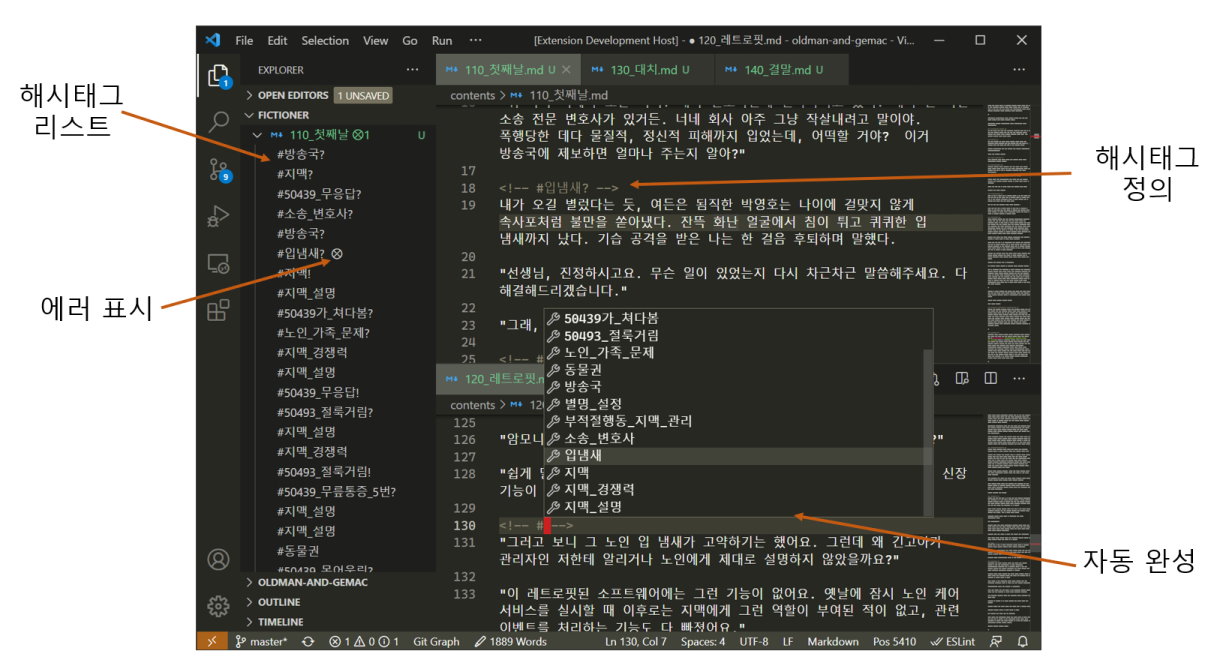 File Edit Selection View Go Run ··· [Extension Development Host] - ● 120_레트로핏.md - oldman-and-gemac - Vi...
해시태그
리스트
에러 표시
EXPLORER ···
OPEN EDITORS 1 UNSAVED
FICTIONER
110_첫째날 ⊗1 U
#방송국?
#지맥?
#50439_무응답?
#소송_변호사?
#방송국?
#입냄새? ⊗
#지맥!
#지맥_설명
#50439가_쳐다봄?
#노인_가족_문제?
#지맥_경쟁력
#지맥_설명
#50439_무응답!
#50493_절룩거림?
#지맥_설명
#지맥_경쟁력
#50493_절룩거림!
#50439_무릎통증_5번?
#지맥_설명
#지맥_설명
#동물권
OLDMAN-AND-GEMAC
OUTLINE
TIMELINE
1
9
110_첫째날.md U × 130_대치.md U 140_결말.md U ···
contents > 110_첫째날.md
소송 전문 변호사가 있거든. 너네 회사 아주 그냥 작살내려고 말이야.
폭행당한 데다 물질적, 정신적 피해까지 입었는데, 어떡할 거야? 이거
방송국에 제보하면 얼마나 주는지 알아?"
17
18 <!-- #입냄새? -->
19 내가 오길 별렀다는 듯, 여든은 됨직한 박영호는 나이에 걸맞지 않게
속사포처럼 불만을 쏟아냈다. 잔뜩 화난 얼굴에서 침이 튀고 퀴퀴한 입
냄새까지 났다. 기습 공격을 받은 나는 한 걸음 후퇴하며 말했다.
20
21 "선생님, 진정하시고요. 무슨 일이 있었는지 다시 차근차근 말씀해주세요. 다
해결해드리겠습니다."
22
23 "그래,
24
25 <!-- #
50439가_쳐다봄
50493_절룩거림
노인_가족_문제
동물권
방송국
별명_설정
부적절행동_지맥_관리
소송_변호사
입냄새
지맥
지맥_경쟁력
지맥_설명
120_레트로핏.m
contents > 12
125
126 "암모니 ?"
127
128 "쉽게 신장
기능이
129
130 <!-- # -->
131 "그러고 보니 그 노인 입 냄새가 고약하기는 했어요. 그런데 왜
관리자인 저한테 알리거나 노인에게 제대로 설명하지 않았을까요?"
132
133 "이 레트로핏된 소프트웨어에는 그런 기능이 없어요. 옛날에 잠시 노인 케어
서비스를 실시할 때 이후로는 지맥에게 그런 역할이 부여된 적이 없고, 관련
이벤트를 처리하는 기능도 다 빠졌어요."
해시태그
정의
자동 완성
master* ⊗ 1 ⚠ 0 ⓘ 1 Git Graph 1889 Words Ln 130, Col 7 Spaces: 4 UTF-8 LF Markdown Pos 5410 ESLint